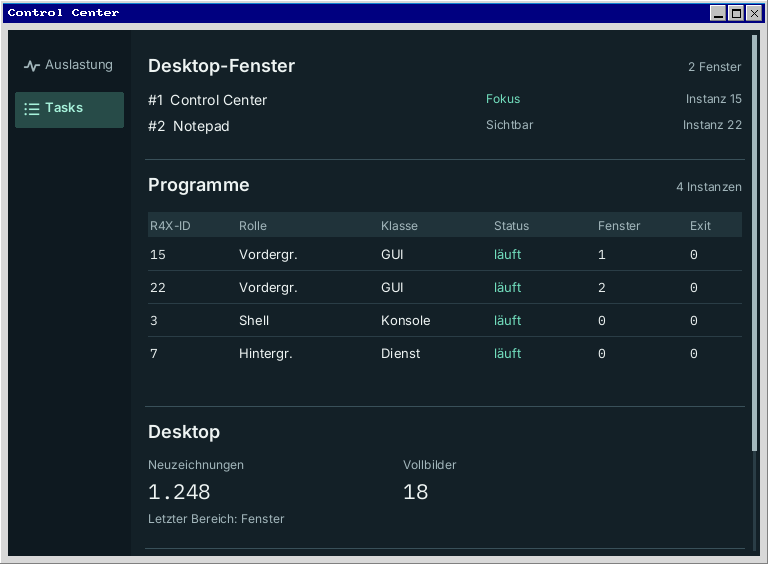 Control Center
Auslastung
Tasks
Desktop-Fenster 2 Fenster
#1 Control Center Fokus Instanz 15
#2 Notepad Sichtbar Instanz 22
Programme 4 Instanzen
R4X-ID Rolle Klasse Status Fenster Exit
15 Vordergr. GUI läuft 1 0
22 Vordergr. GUI läuft 2 0
3 Shell Konsole läuft 0 0
7 Hintergr. Dienst läuft 0 0
Desktop
Neuzeichnungen Vollbilder
1.248 18
Letzter Bereich: Fenster